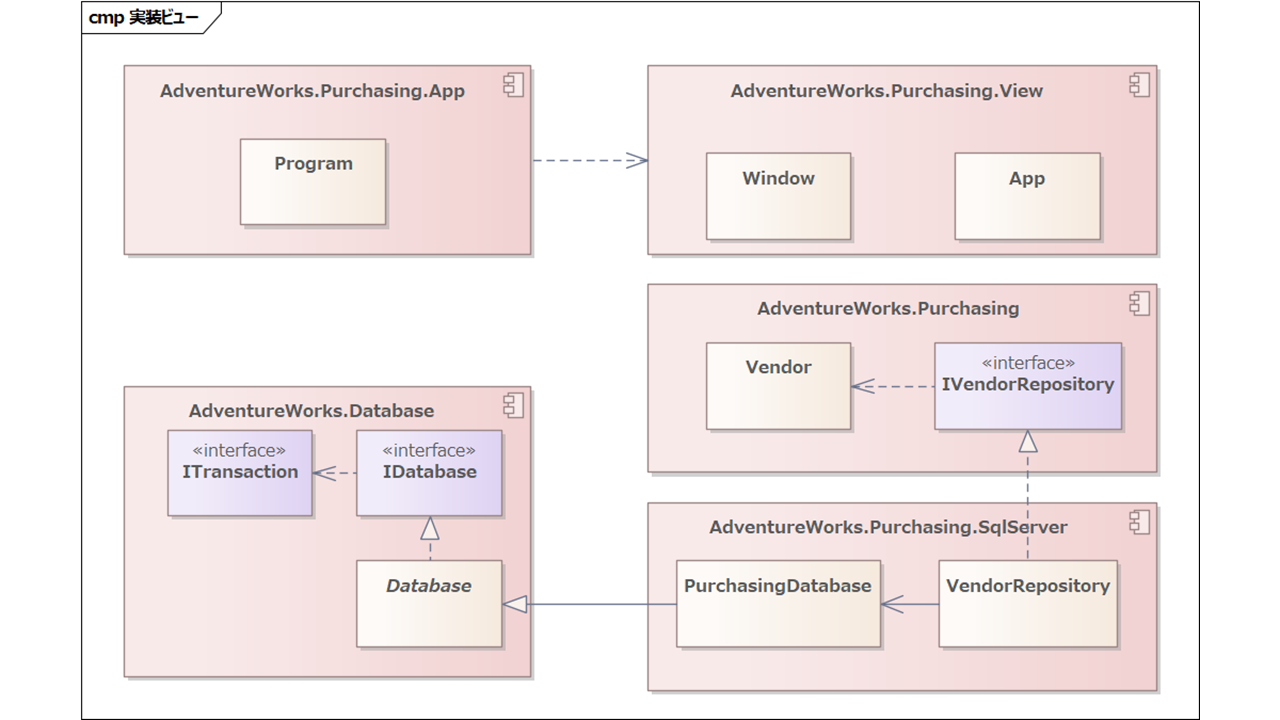 cmp 実装ビュー
AdventureWorks.Purchasing.App
Program
AdventureWorks.Purchasing.View
Window
App
AdventureWorks.Purchasing
Vendor
«interface»
IVendorRepository
AdventureWorks.Database
«interface»
ITransaction
«interface»
IDatabase
Database
AdventureWorks.Purchasing.SqlServer
PurchasingDatabase
VendorRepository